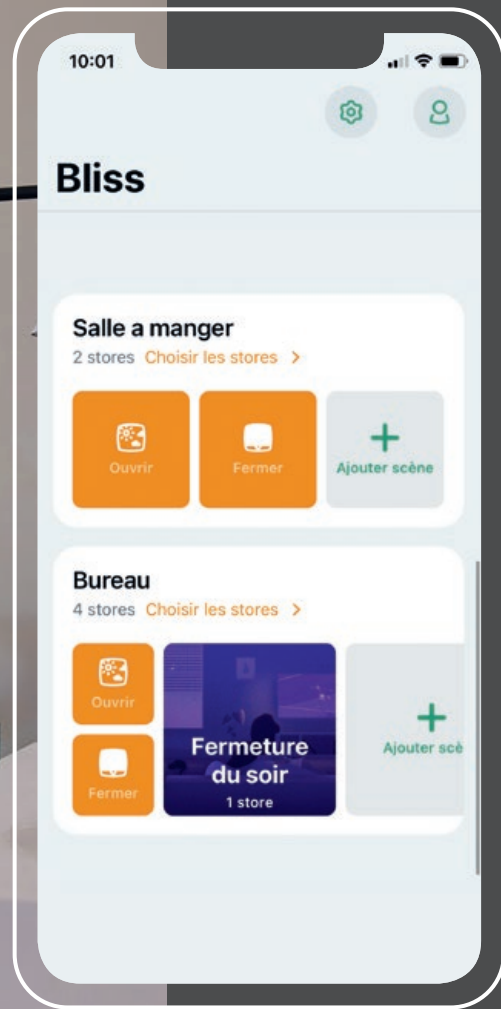 10:01
Bliss
Salle a manger
2 stores Choisir les stores >
Ouvrir
Fermer
Ajouter scène
Bureau
4 stores Choisir les stores >
Ouvrir
Fermer
Fermeture
du soir
1 store
Ajouter scè